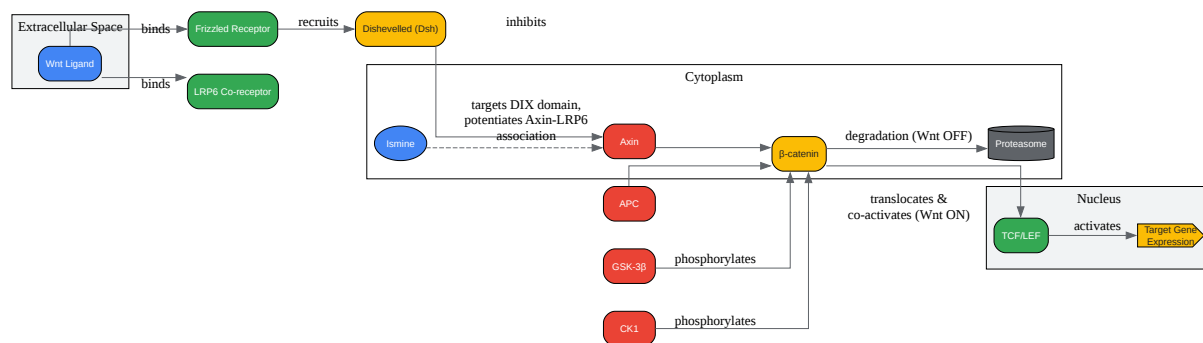 Extracellular Space
Wnt Ligand
binds
binds
Frizzled Receptor
LRP6 Co-receptor
recruits
Dishevelled (Dsh)
inhibits
Cytoplasm
Ismine
targets DIX domain,
potentiates Axin-LRP6
association
Axin
APC
GSK-3β
CK1
phosphorylates
phosphorylates
β-catenin
degradation (Wnt OFF)
Proteasome
translocates &
co-activates (Wnt ON)
Nucleus
TCF/LEF
activates
Target Gene
Expression